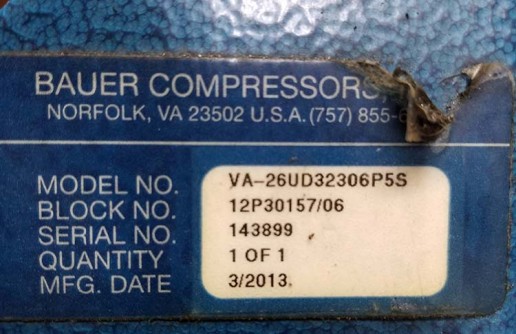 BAUER COMPRESSORS,
NORFOLK, VA 23502 U.S.A. (757) 855-
MODEL NO. VA-26UD32306P5S
BLOCK NO. 12P30157/06
SERIAL NO. 143899
QUANTITY 1 OF 1
MFG. DATE 3/2013